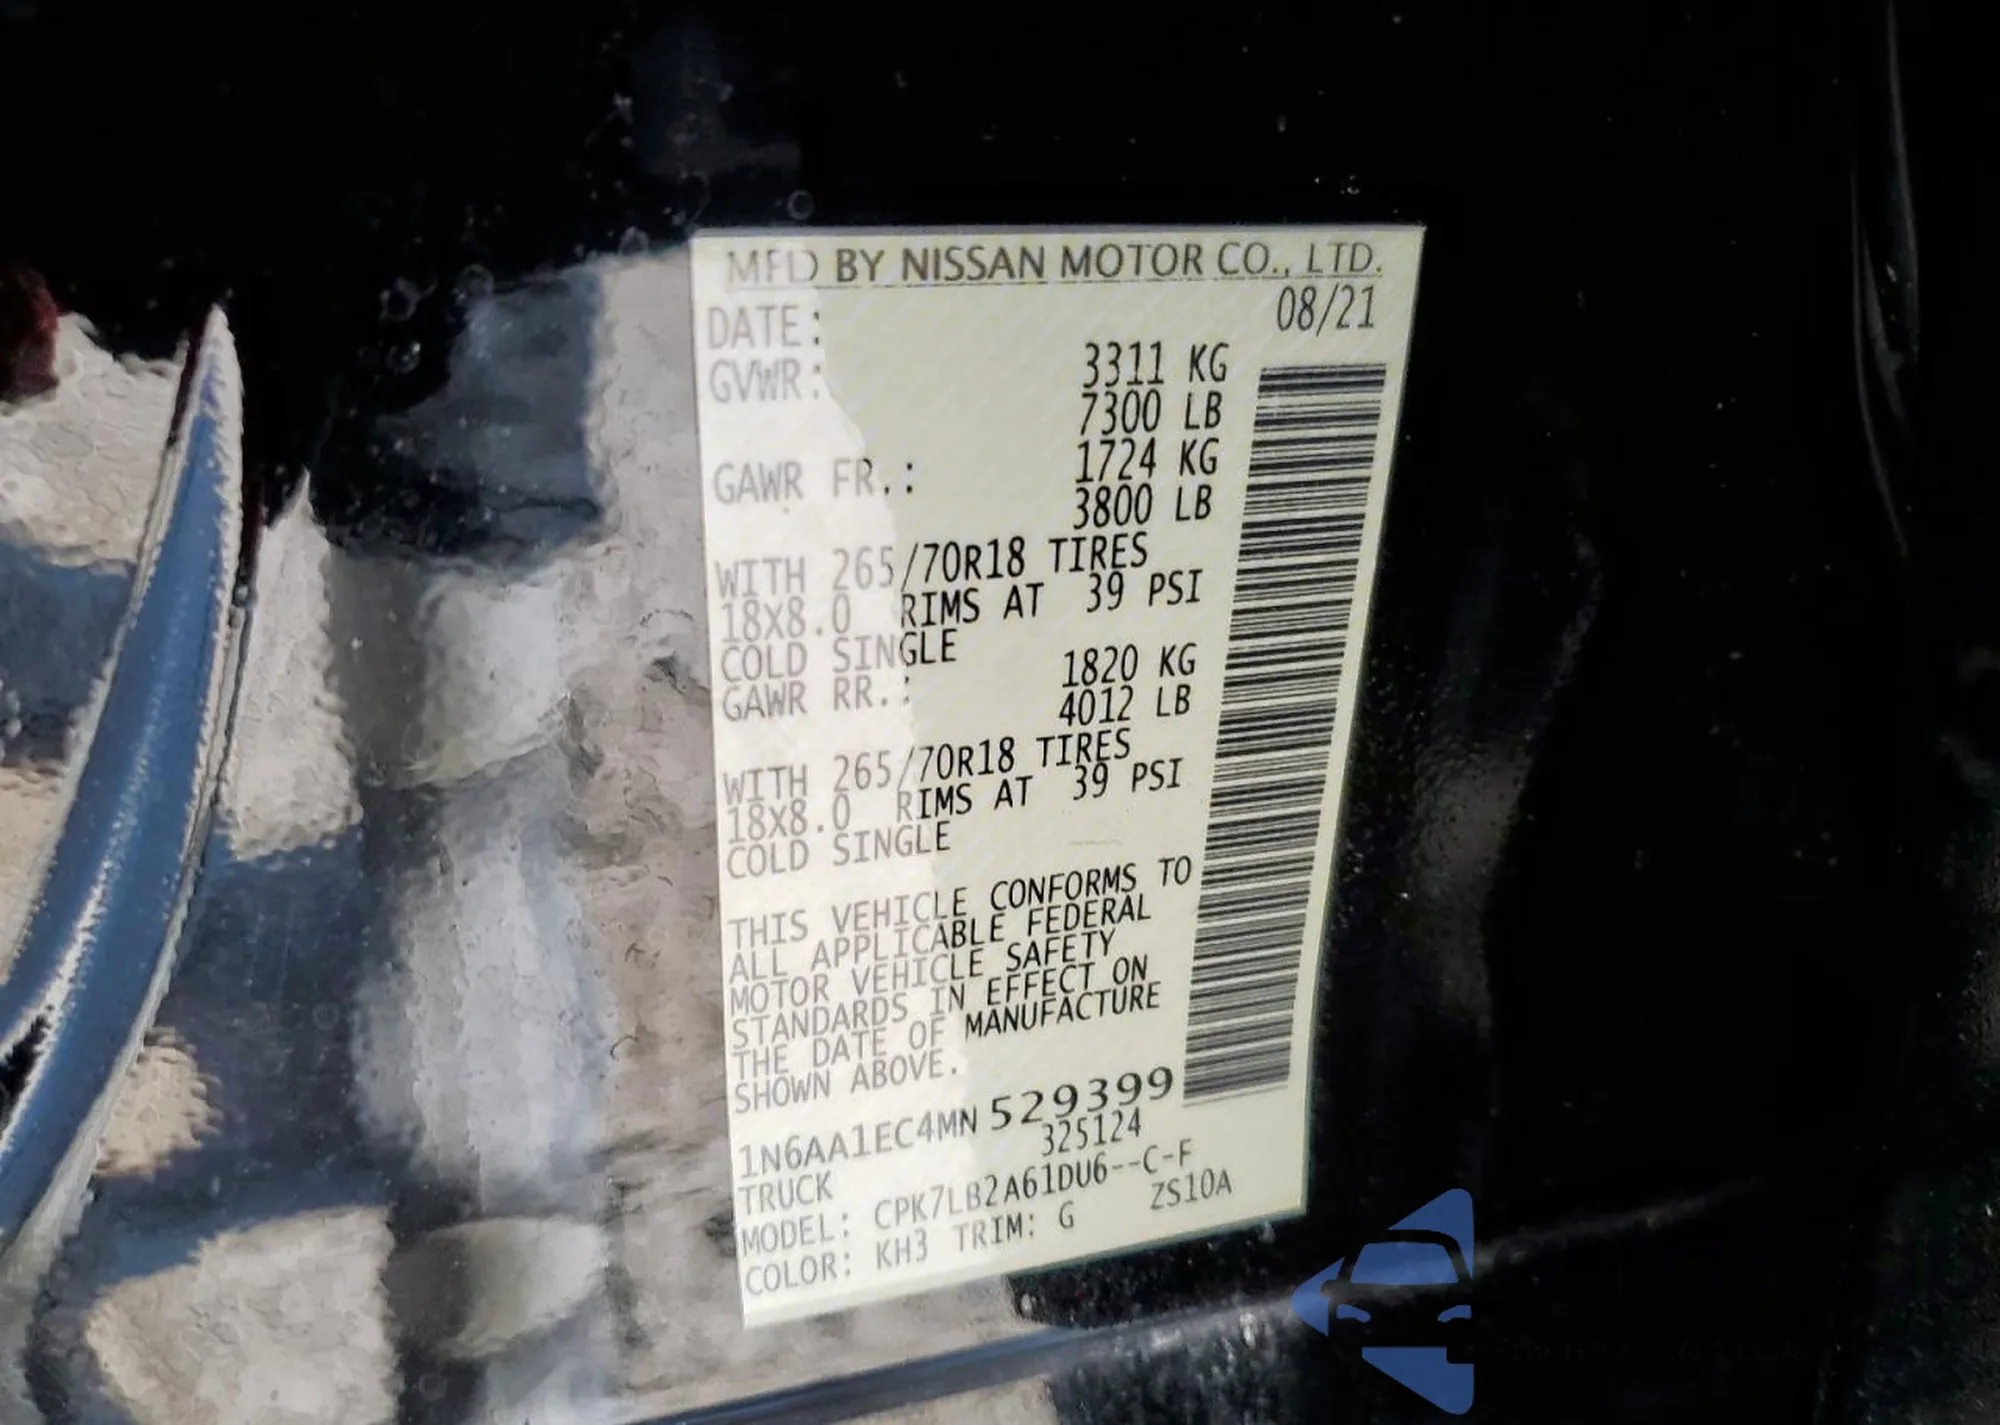 MFD BY NISSAN MOTOR CO., LTD.
DATE: 08/21
GVWR: 3311 KG
7300 LB
GAWR FR.: 1724 KG
3800 LB
WITH 265/70R18 TIRES
18X8.0 RIMS AT 39 PSI
COLD SINGLE
GAWR RR.: 1820 KG
4012 LB
WITH 265/70R18 TIRES
18X8.0 RIMS AT 39 PSI
COLD SINGLE
THIS VEHICLE CONFORMS TO
ALL APPLICABLE FEDERAL
MOTOR VEHICLE SAFETY
STANDARDS IN EFFECT ON
THE DATE OF MANUFACTURE
SHOWN ABOVE.
1N6AA1EC4MN 529399
TRUCK 325124
MODEL: CPK7LB2A61DU6--C-F
COLOR: KH3 TRIM: G ZS10A